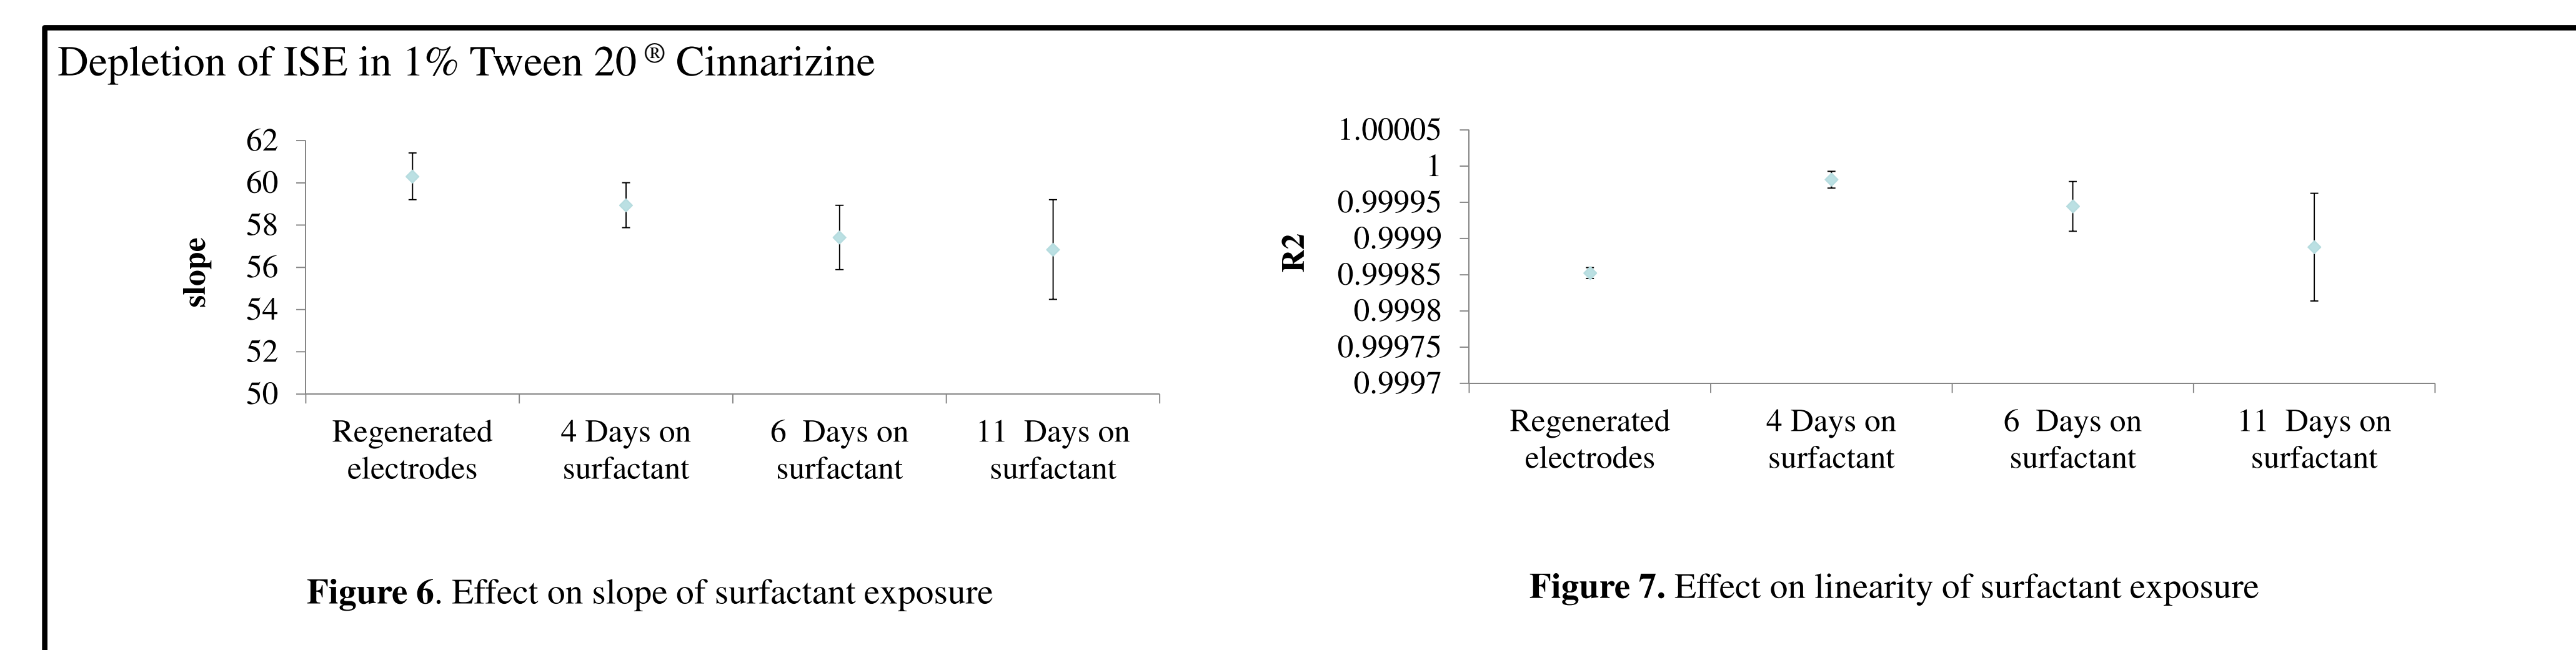 Depletion of ISE in 1% Tween 20 ® Cinnarizine
62
60
58
56
54
52
50
slope
Regenerated electrodes
4 Days on surfactant
6 Days on surfactant
11 Days on surfactant
Figure 6. Effect on slope of surfactant exposure
1.00005
1
0.99995
0.9999
0.99985
0.9998
0.99975
0.9997
R2
Regenerated electrodes
4 Days on surfactant
6 Days on surfactant
11 Days on surfactant
Figure 7. Effect on linearity of surfactant exposure